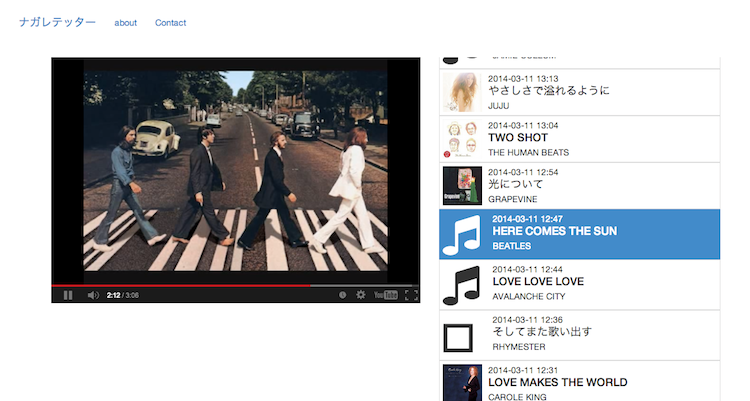 ナガレテッター about Contact
2014-03-11 13:13
やさしさで溢れるように
JUJU
2014-03-11 13:04
TWO SHOT
THE HUMAN BEATS
2014-03-11 12:54
光について
GRAPEVINE
2014-03-11 12:47
HERE COMES THE SUN
BEATLES
2014-03-11 12:44
LOVE LOVE LOVE
AVALANCHE CITY
2014-03-11 12:36
そしてまた歌い出す
RHYMESTER
2014-03-11 12:31
LOVE MAKES THE WORLD
CAROLE KING
2:12 / 3:06
YouTube